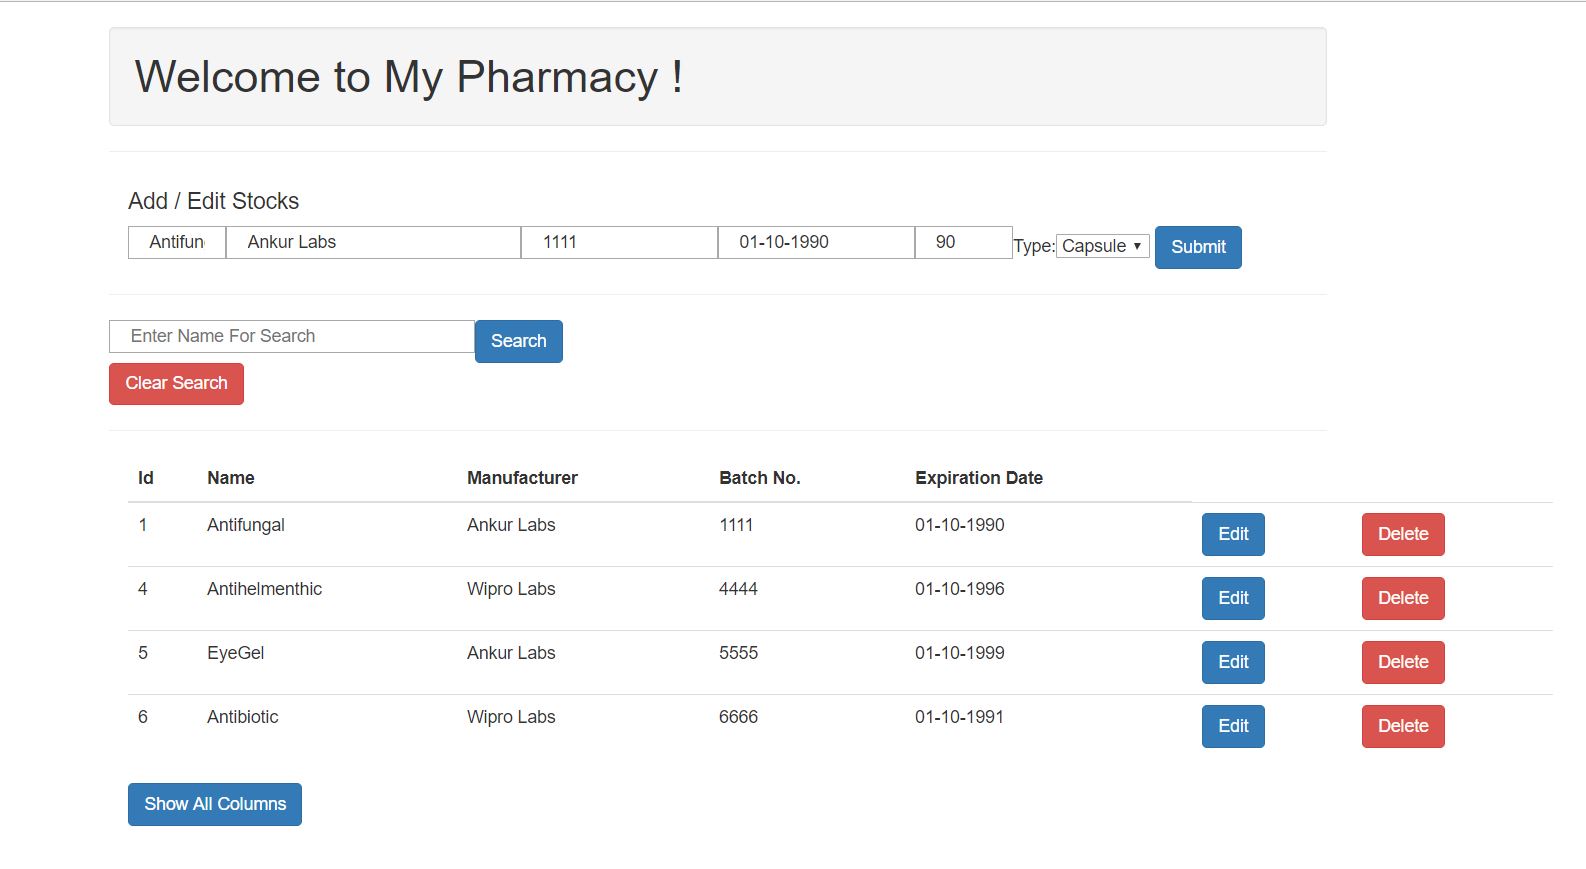 Welcome to My Pharmacy !
Add / Edit Stocks
Antifun Ankur Labs 1111 01-10-1990 90 Type: Capsule Submit
Enter Name For Search Search
Clear Search
Id Name Manufacturer Batch No. Expiration Date
1 Antifungal Ankur Labs 1111 01-10-1990 Edit Delete
4 Antihelmenthic Wipro Labs 4444 01-10-1996 Edit Delete
5 EyeGel Ankur Labs 5555 01-10-1999 Edit Delete
6 Antibiotic Wipro Labs 6666 01-10-1991 Edit Delete
Show All Columns